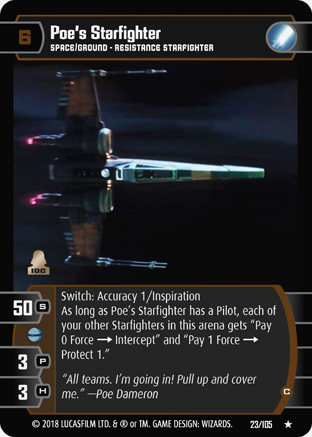 6
Poe's Starfighter
SPACE/GROUND - RESISTANCE STARFIGHTER
IDC
50 S
3 P
3 H
Switch: Accuracy 1/Inspiration
As long as Poe's Starfighter has a Pilot, each of
your other Starfighters in this arena gets "Pay
0 Force → Intercept" and "Pay 1 Force →
Protect 1."
"All teams. I'm going! Pull up and cover
me." —Poe Dameron
C
© 2018 LUCASFILM LTD. & ® or TM. GAME DESIGN: WIZARDS.
23/105